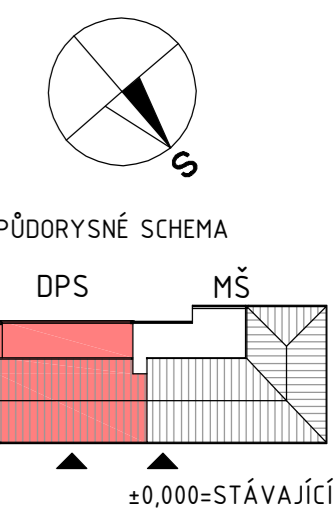 S
PŮDORYSNÉ SCHEMA
DPS MŠ
±0,000=STÁVAJÍCÍ